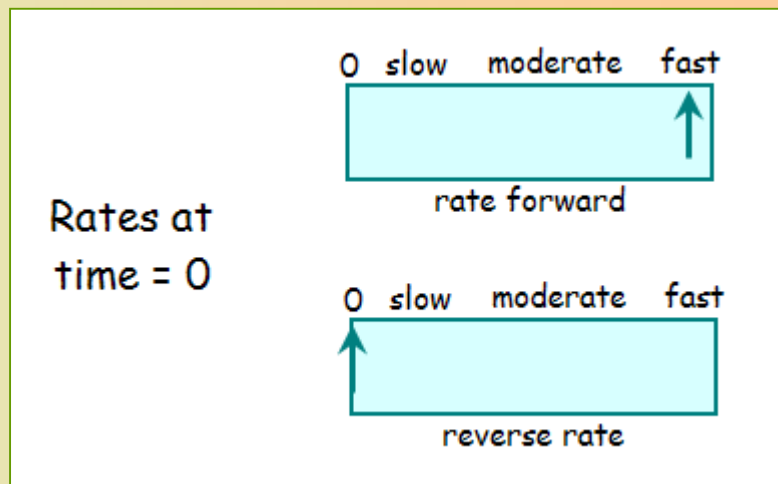 0 slow moderate fast
rate forward
Rates at
time = 0
0 slow moderate fast
reverse rate